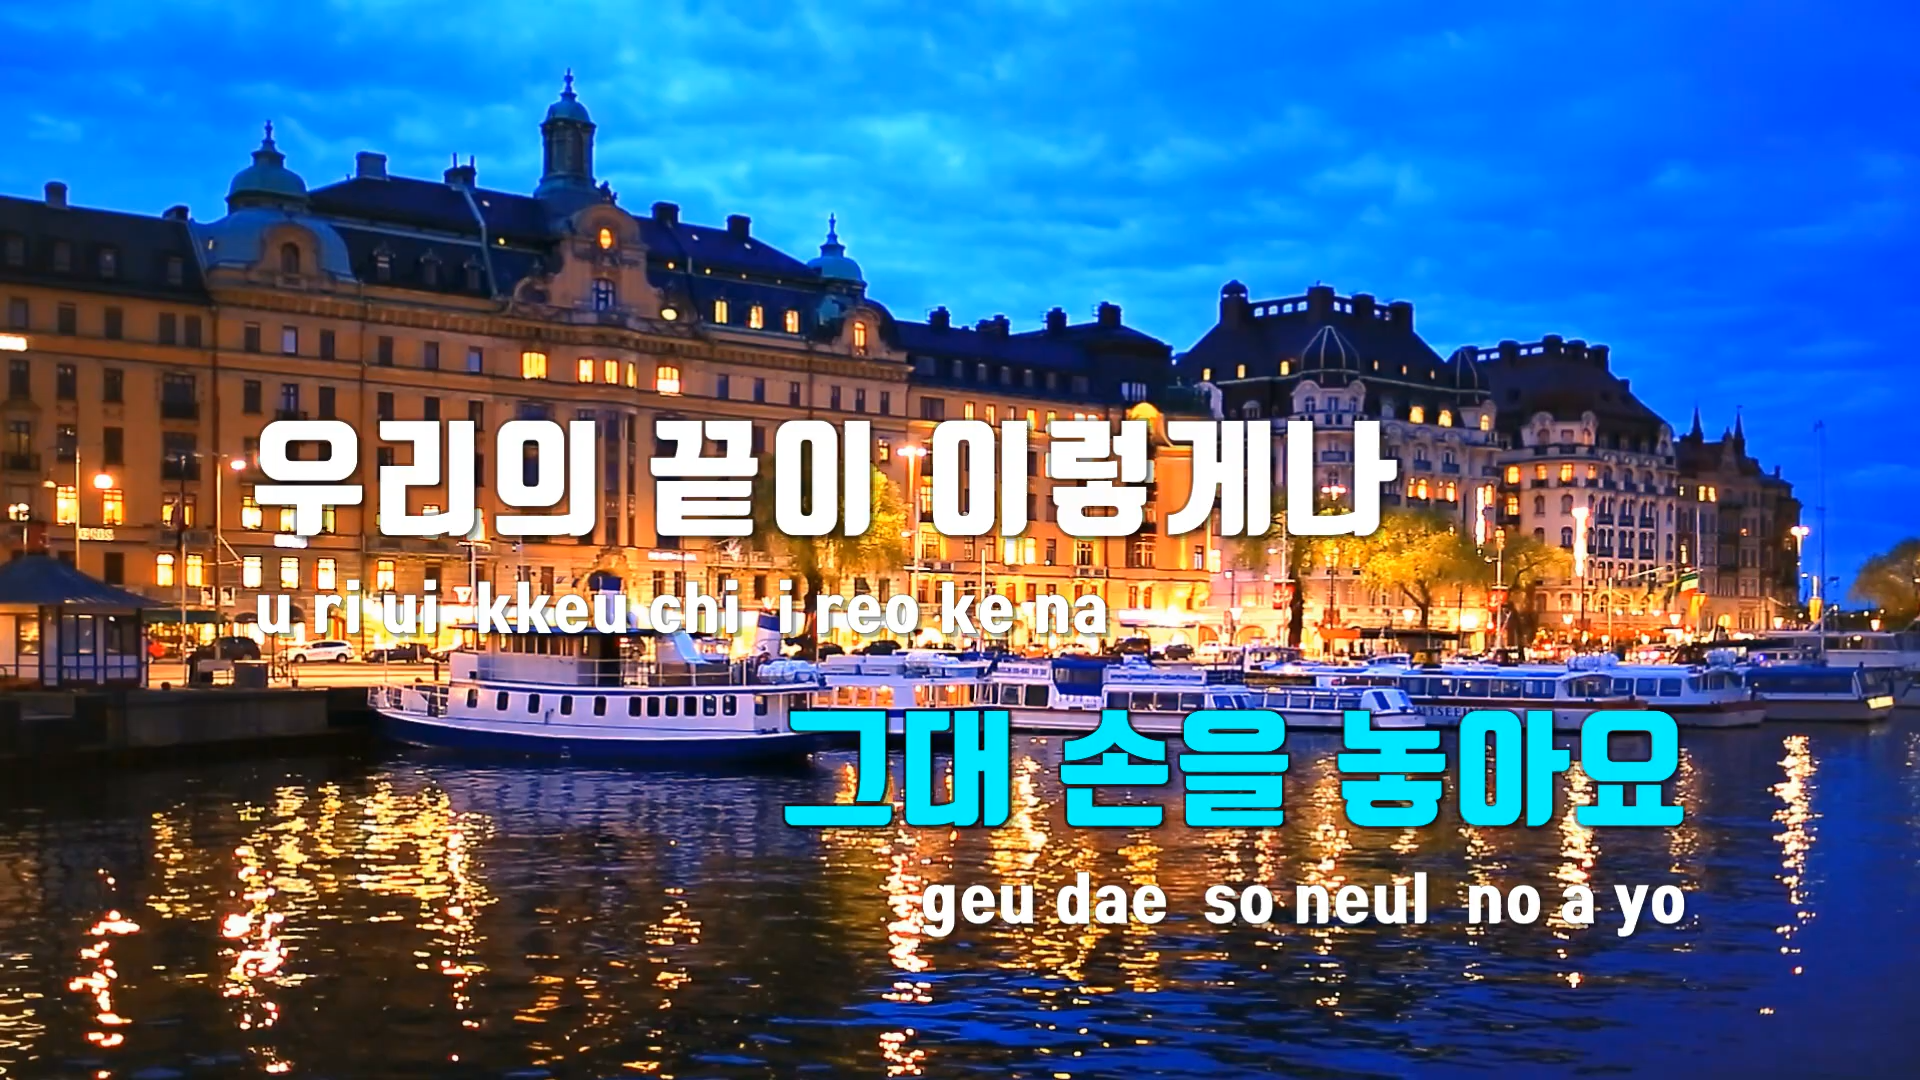 우리의 끝이 이렇게나
u ri ui kkeu chi i reo ke na
그대 손을 놓아요
geu dae so neul no a yo